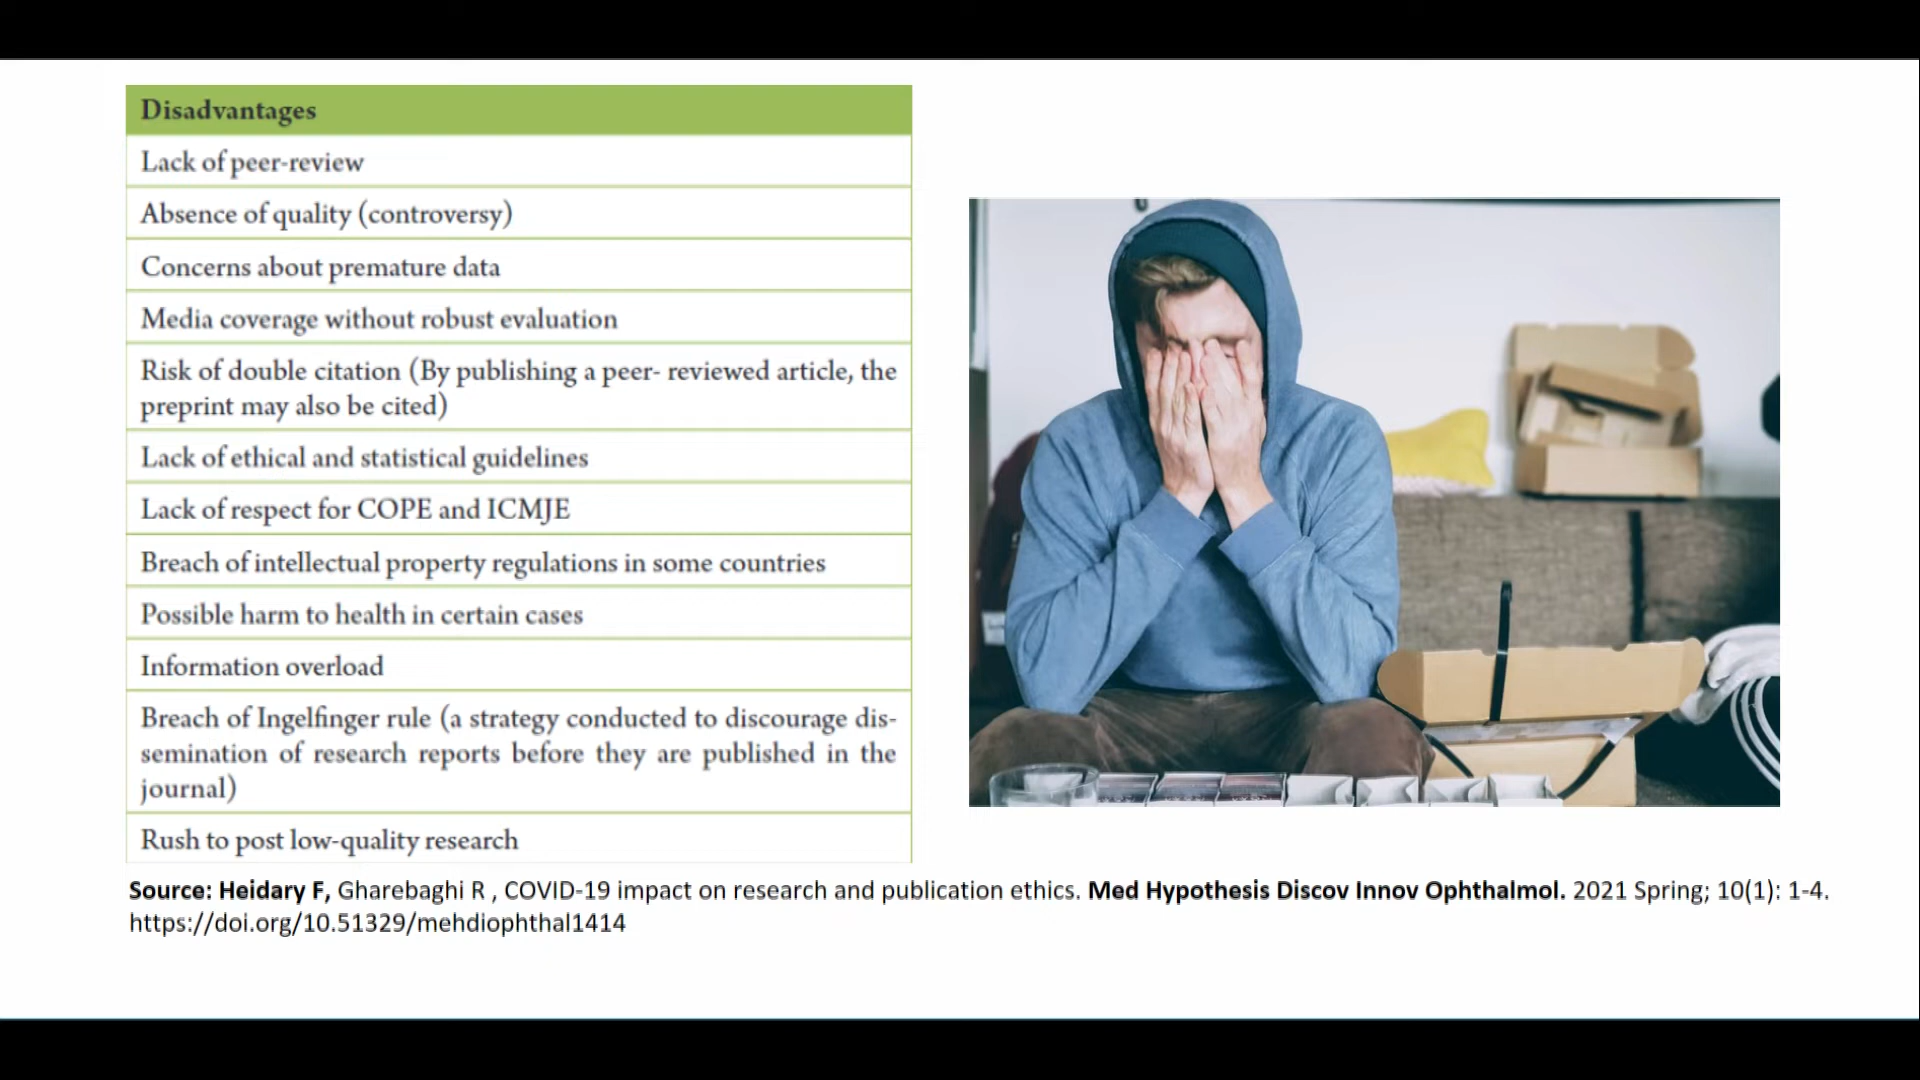 Disadvantages
Lack of peer-review
Absence of quality (controversy)
Concerns about premature data
Media coverage without robust evaluation
Risk of double citation (By publishing a peer- reviewed article, the
preprint may also be cited)
Lack of ethical and statistical guidelines
Lack of respect for COPE and ICMJE
Breach of intellectual property regulations in some countries
Possible harm to health in certain cases
Information overload
Breach of Ingelfinger rule (a strategy conducted to discourage dis-
semination of research reports before they are published in the
journal)
Rush to post low-quality research
Source: Heidary F, Gharebaghi R , COVID-19 impact on research and publication ethics. Med Hypothesis Discov Innov Ophthalmol. 2021 Spring; 10(1): 1-4.
https://doi.org/10.51329/mehdiophthal1414